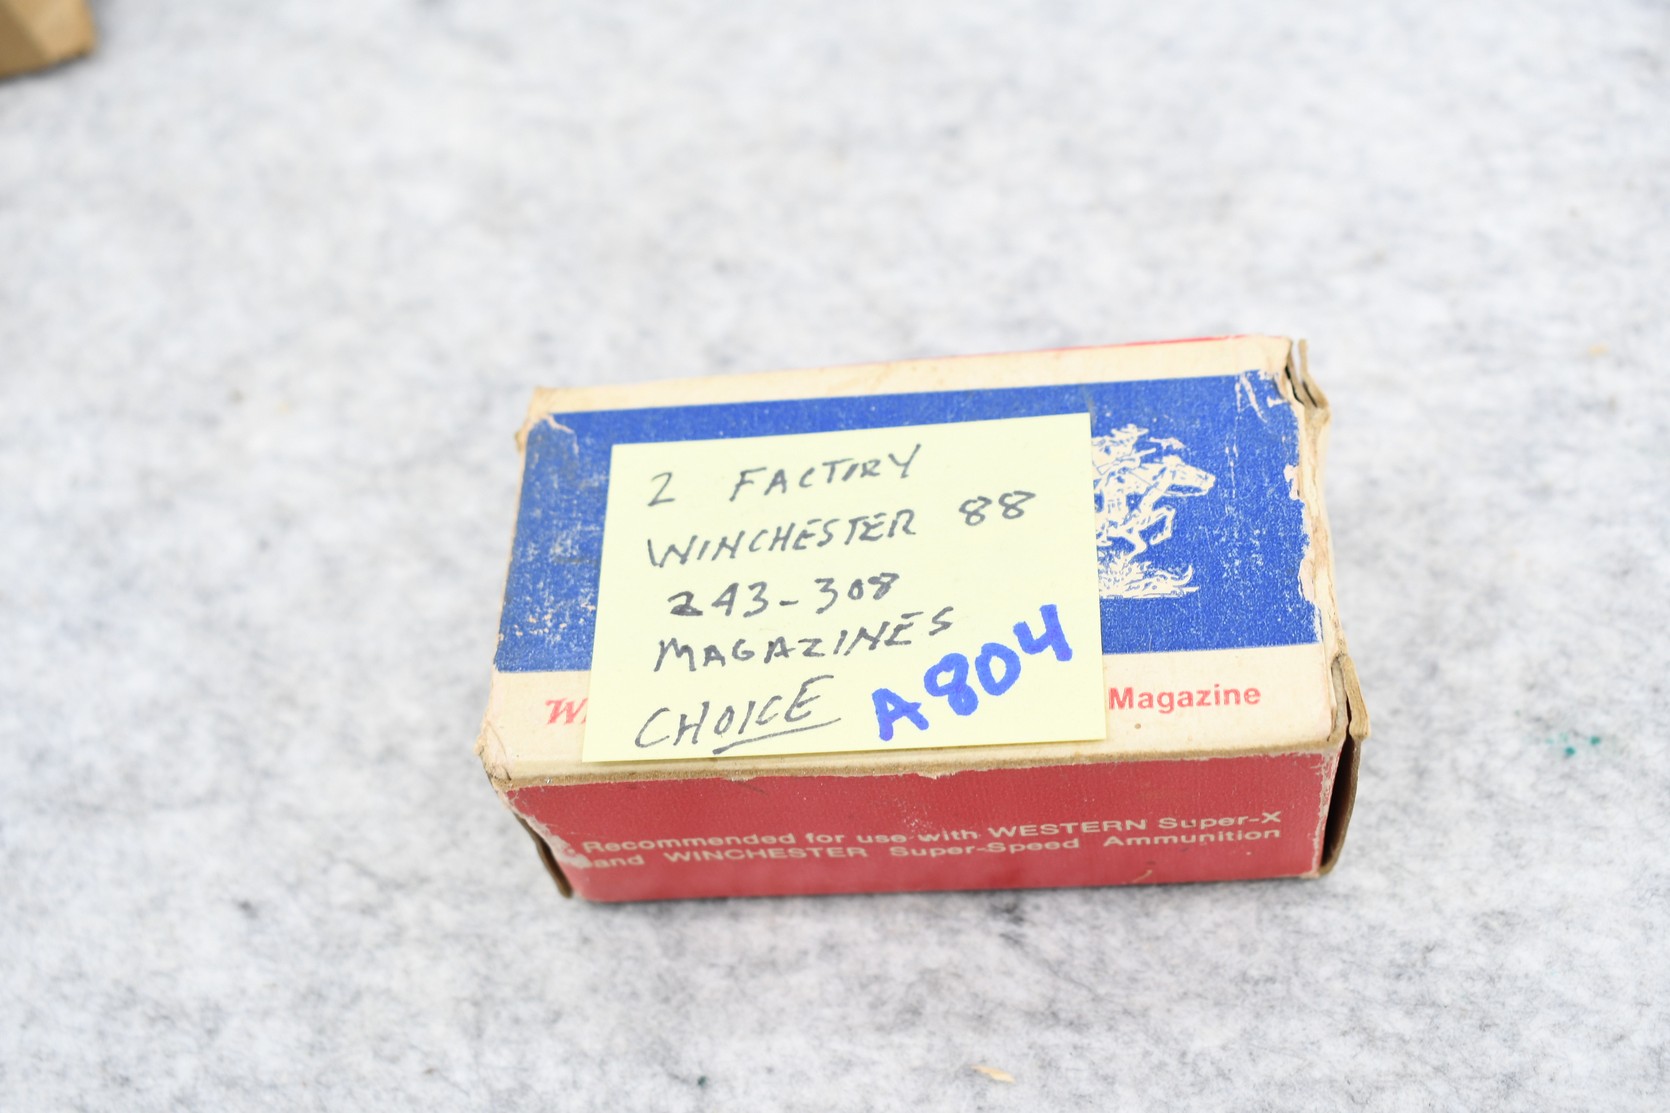 2 FACTORY
WINCHESTER 88
243-308
MAGAZINES
CHOICE A804
Magazine
Recommended for use with WESTERN Super-X
and WINCHESTER Super-Speed Ammunition